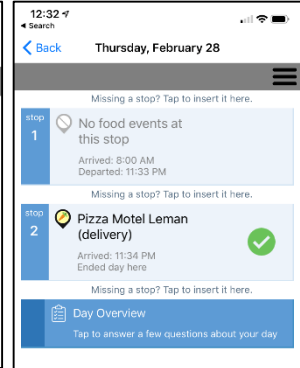 12:32
Search
Back
Thursday, February 28
Missing a stop? Tap to insert it here.
stop
1
No food events at
this stop
Arrived: 8:00 AM
Departed: 11:33 PM
Missing a stop? Tap to insert it here.
stop
2
Pizza Motel Leman
(delivery)
Arrived: 11:34 PM
Ended day here
Missing a stop? Tap to insert it here.
Day Overview
Tap to answer a few questions about your day